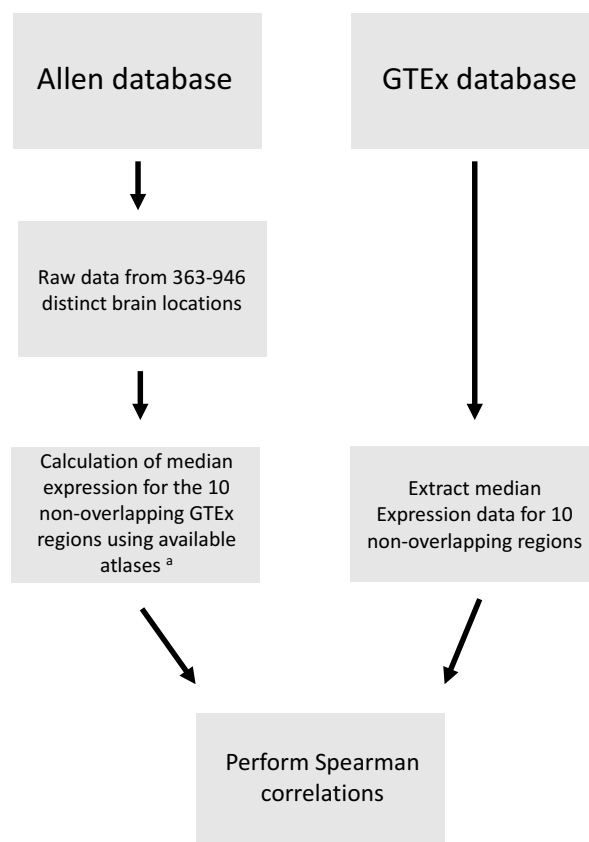 Allen database
GTEx database
Raw data from 363-946
distinct brain locations
Calculation of median
expression for the 10
non-overlapping GTEx
regions using available
atlases ᵃ
Extract median
Expression data for 10
non-overlapping regions
Perform Spearman
correlations